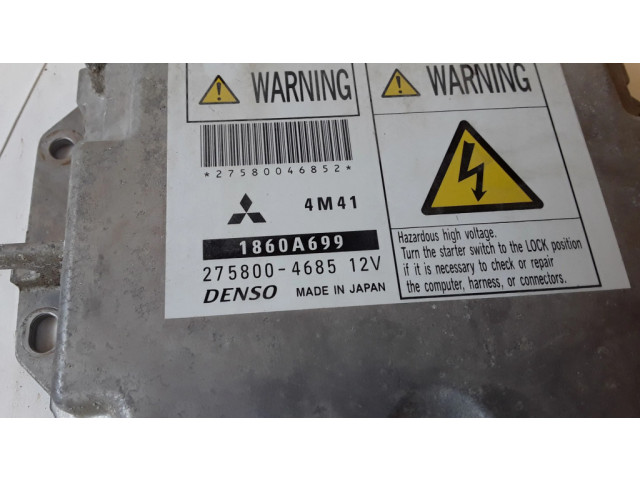 WARNING
*27580046852*
4M41
1860A699
275800-4685 12V
DENSO MADE IN JAPAN
WARNING
Hazardous high voltage.
Turn the starter switch to the LOCK position
if it is necessary to check or repair
the computer, harness, or connectors.